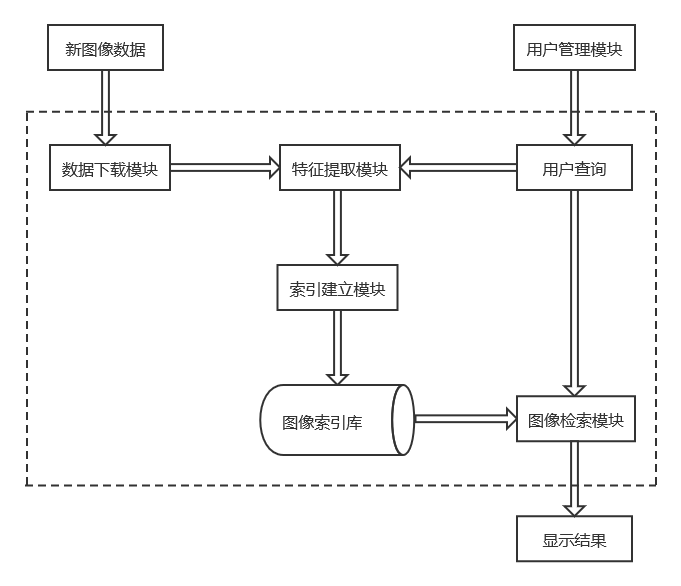 新图像数据
用户管理模块
数据下载模块
特征提取模块
用户查询
索引建立模块
图像索引库
图像检索模块
显示结果